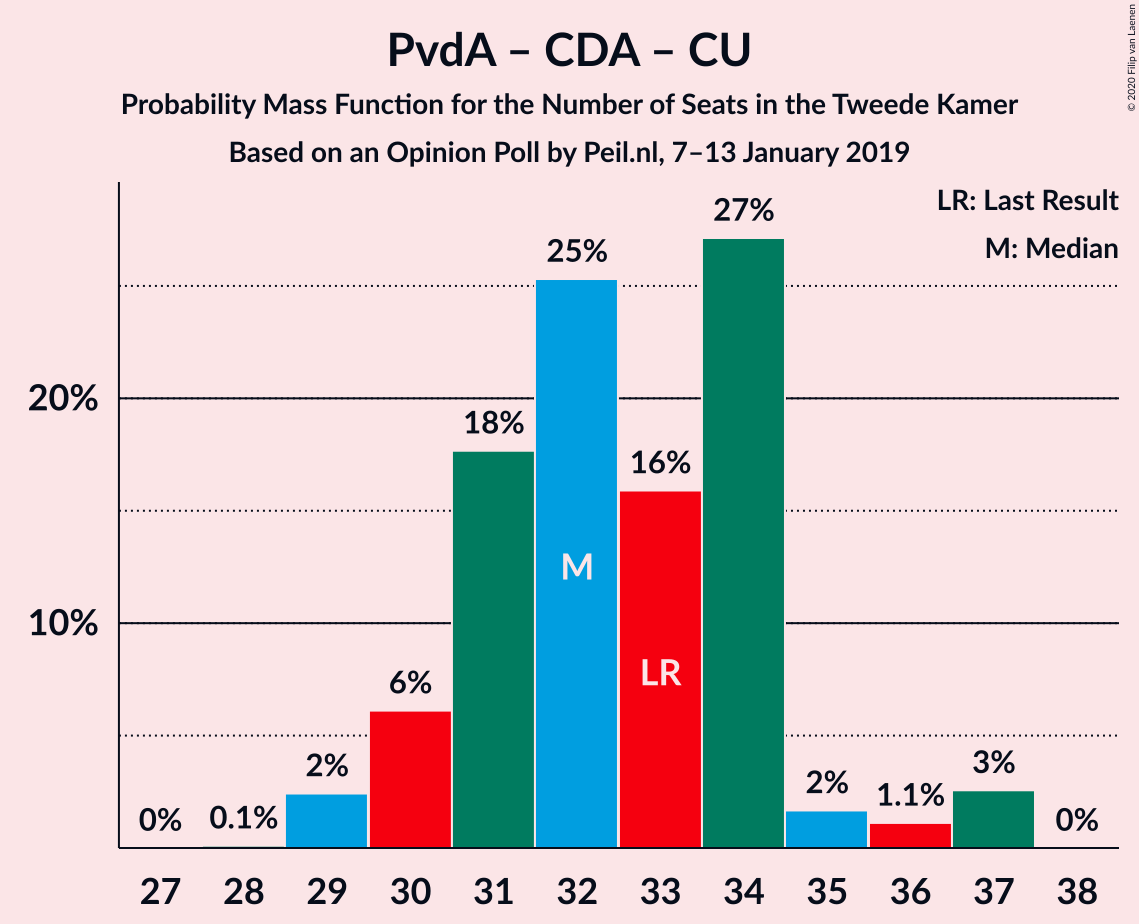 PvdA – CDA – CU
Probability Mass Function for the Number of Seats in the Tweede Kamer
Based on an Opinion Poll by Peil.nl, 7–13 January 2019
© 2020 Filip van Laenen
LR: Last Result
M: Median
20%
10%
0%
0.1%
2%
6%
18%
25%
16%
27%
2%
1.1%
3%
0%
M
LR
27 28 29 30 31 32 33 34 35 36 37 38